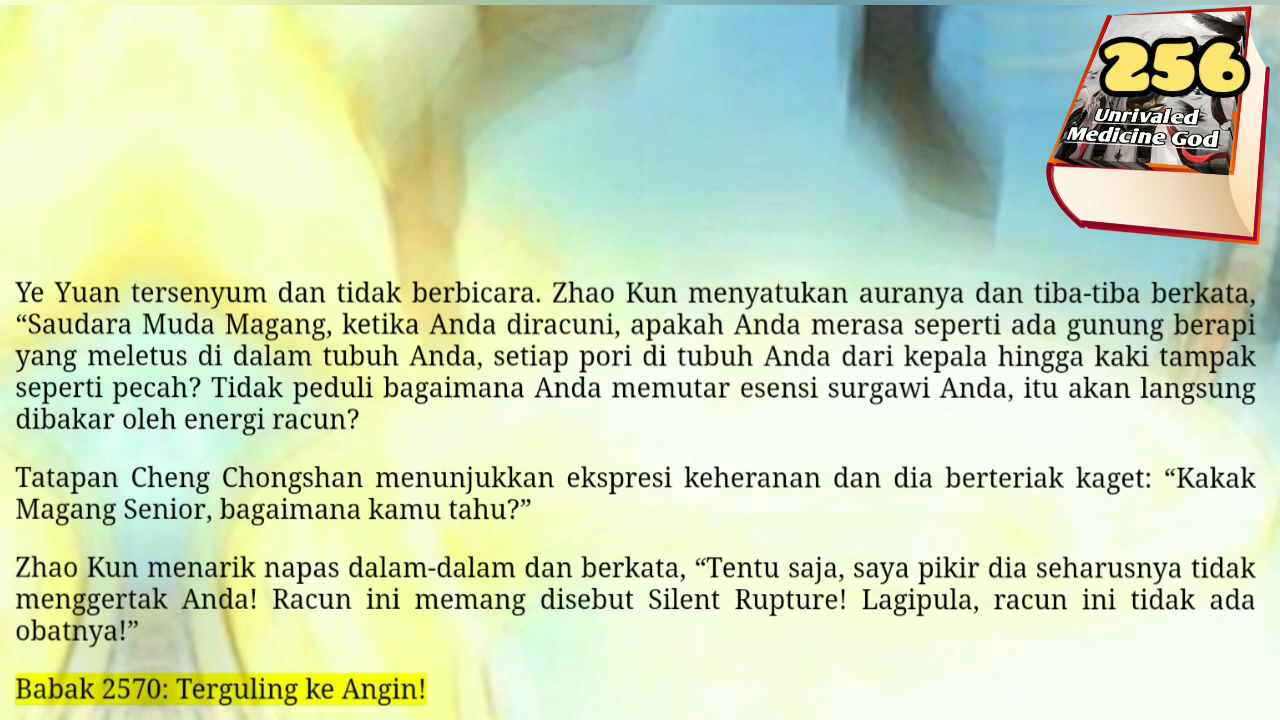 256
Unrivaled
Medicine God
Ye Yuan tersenyum dan tidak berbicara. Zhao Kun menyatukan auranya dan tiba-tiba berkata,
“Saudara Muda Magang, ketika Anda diracuni, apakah Anda merasa seperti ada gunung berapi
yang meletus di dalam tubuh Anda, setiap pori di tubuh Anda dari kepala hingga kaki tampak
seperti pecah? Tidak peduli bagaimana Anda memutar esensi surgawi Anda, itu akan langsung
dibakar oleh energi racun?
Tatapan Cheng Chongshan menunjukkan ekspresi keheranan dan dia berteriak kaget: “Kakak
Magang Senior, bagaimana kamu tahu?”
Zhao Kun menarik napas dalam-dalam dan berkata, “Tentu saja, saya pikir dia seharusnya tidak
menggertak Anda! Racun ini memang disebut Silent Rupture! Lagipula, racun ini tidak ada
obatnya!”
Babak 2570: Terguling ke Angin!